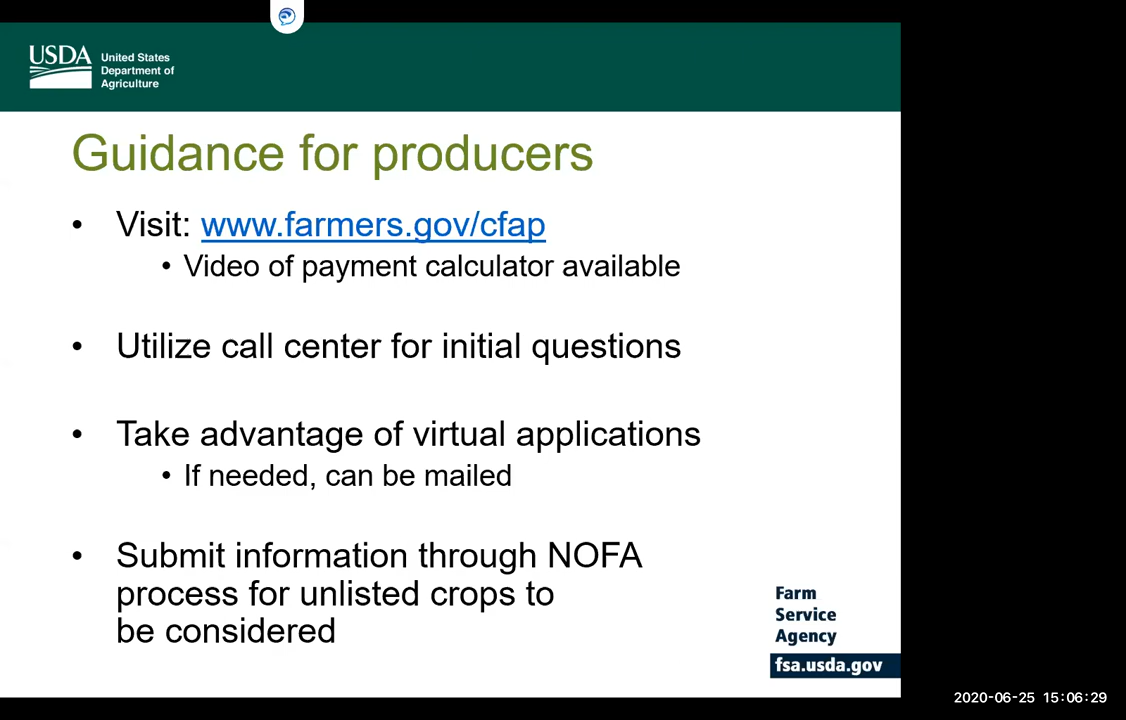 USDA
United States
Department of
Agriculture
Guidance for producers
• Visit: www.farmers.gov/cfap
• Video of payment calculator available
• Utilize call center for initial questions
• Take advantage of virtual applications
• If needed, can be mailed
• Submit information through NOFA
process for unlisted crops to
be considered
Farm
Service
Agency
fsa.usda.gov
2020-06-25 15:06:29